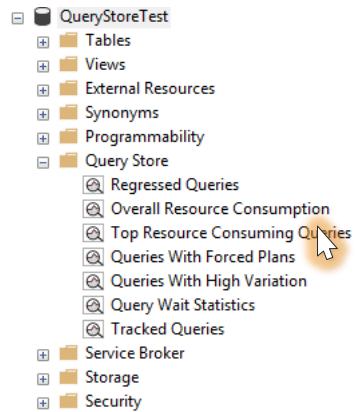 QueryStoreTest
Tables
Views
External Resources
Synonyms
Programmability
Query Store
Regressed Queries
Overall Resource Consumption
Top Resource Consuming Queries
Queries With Forced Plans
Queries With High Variation
Query Wait Statistics
Tracked Queries
Service Broker
Storage
Security